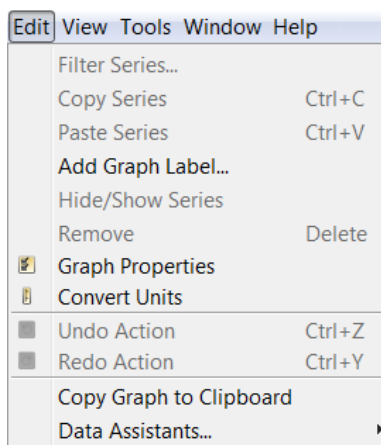 Edit View Tools Window Help
Filter Series...
Copy Series Ctrl+C
Paste Series Ctrl+V
Add Graph Label...
Hide/Show Series
Remove Delete
Graph Properties
Convert Units
Undo Action Ctrl+Z
Redo Action Ctrl+Y
Copy Graph to Clipboard
Data Assistants...